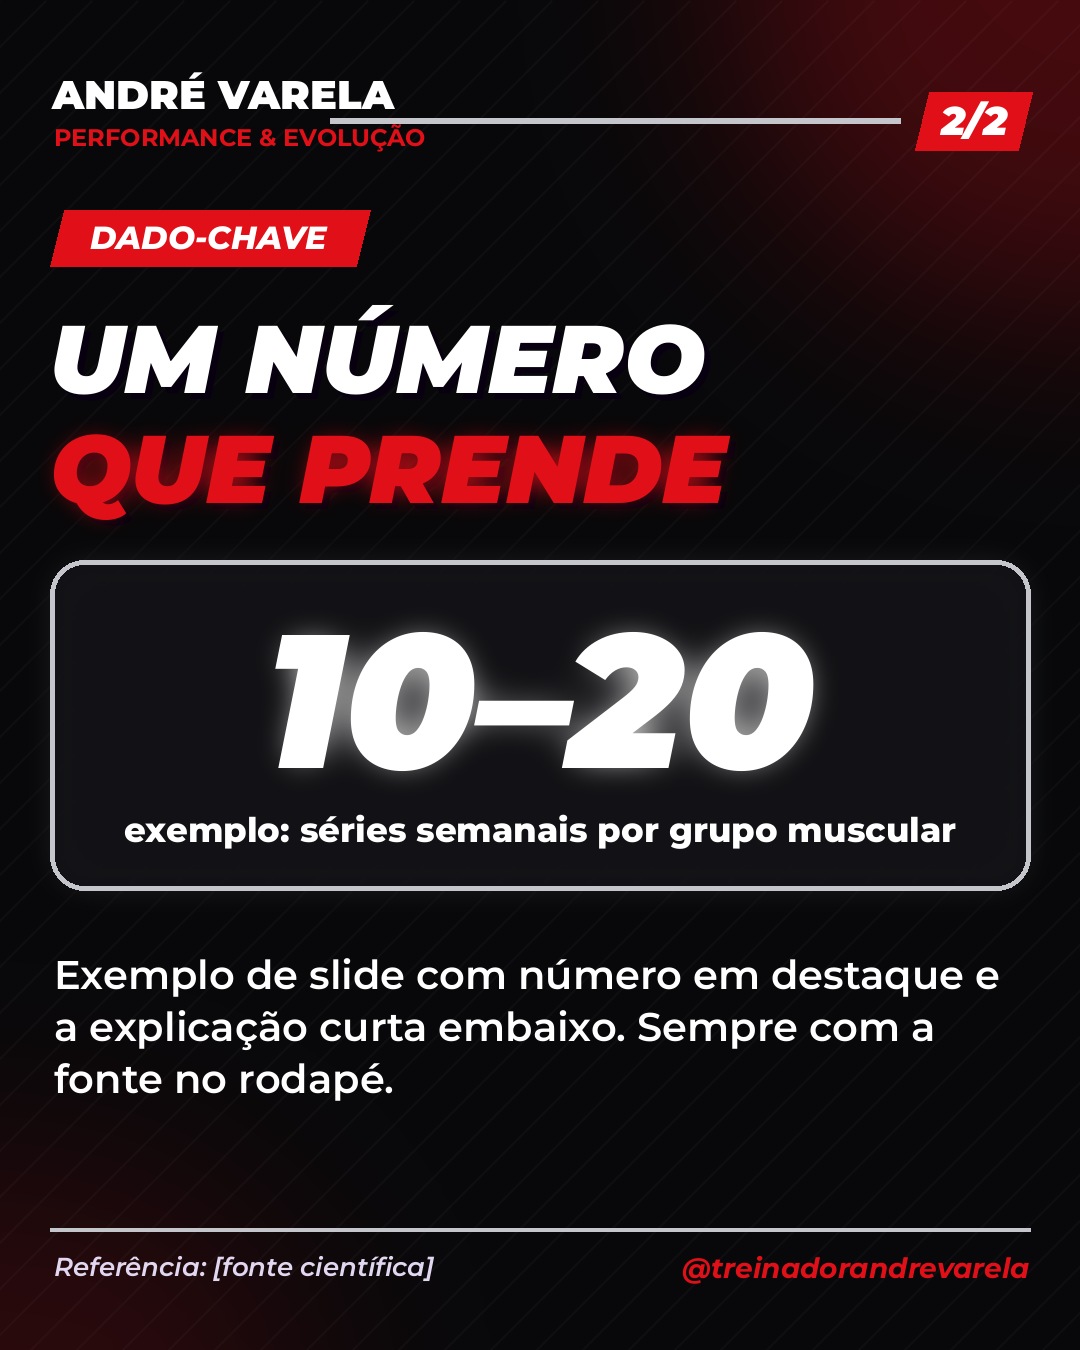 ANDRÉ VARELA
PERFORMANCE & EVOLUÇÃO
2/2
DADO-CHAVE
UM NÚMERO
QUE PRENDE
10–20
exemplo: séries semanais por grupo muscular
Exemplo de slide com número em destaque e
a explicação curta embaixo. Sempre com a
fonte no rodapé.
Referência: [fonte científica]
@treinadorandrevarela